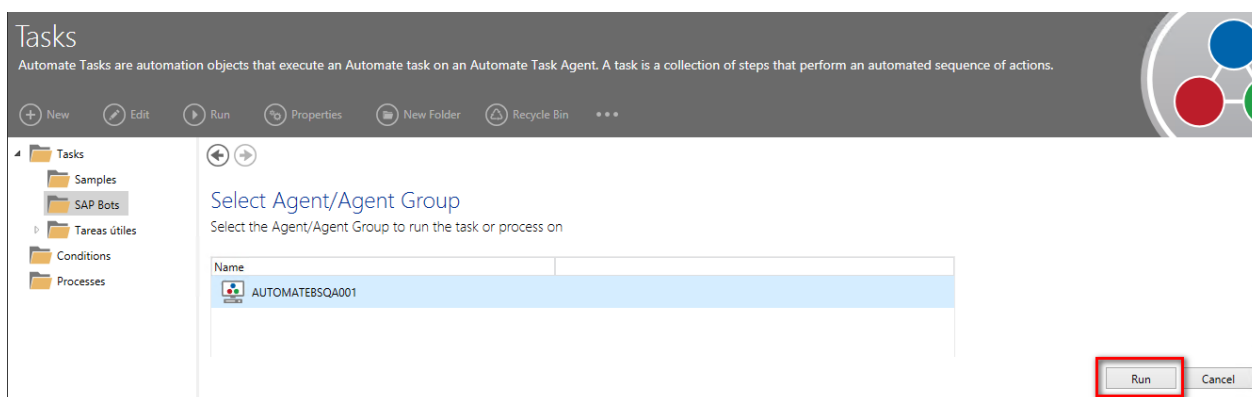 Tasks
Automate Tasks are automation objects that execute an Automate task on an Automate Task Agent. A task is a collection of steps that perform an automated sequence of actions.
New Edit Run Properties New Folder Recycle Bin
Tasks
Samples
SAP Bots
Tareas útiles
Conditions
Processes
Select Agent/Agent Group
Select the Agent/Agent Group to run the task or process on
Name
AUTOMATEBSQA001
Run Cancel